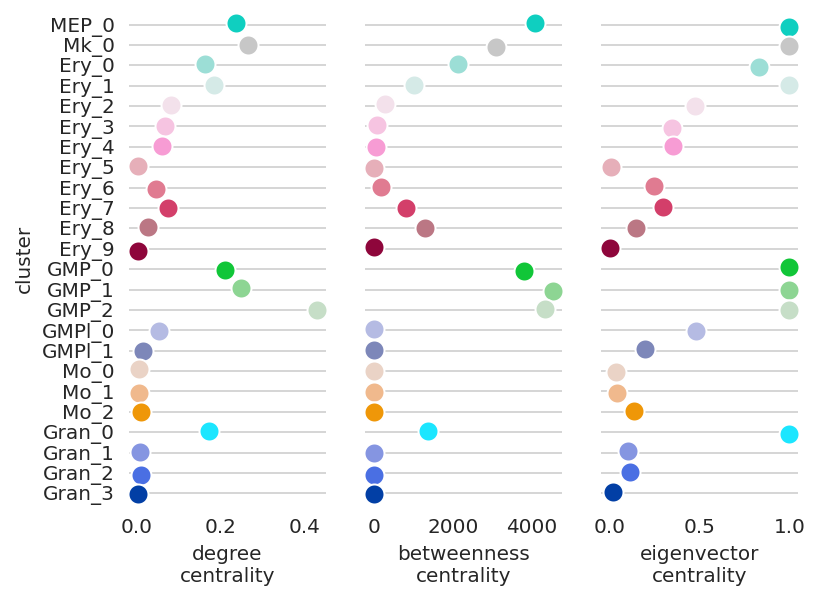 cluster
MEP_0
Mk_0
Ery_0
Ery_1
Ery_2
Ery_3
Ery_4
Ery_5
Ery_6
Ery_7
Ery_8
Ery_9
GMP_0
GMP_1
GMP_2
GMPl_0
GMPl_1
Mo_0
Mo_1
Mo_2
Gran_0
Gran_1
Gran_2
Gran_3
0.0 0.2 0.4
degree
centrality
0 2000 4000
betweenness
centrality
0.0 0.5 1.0
eigenvector
centrality